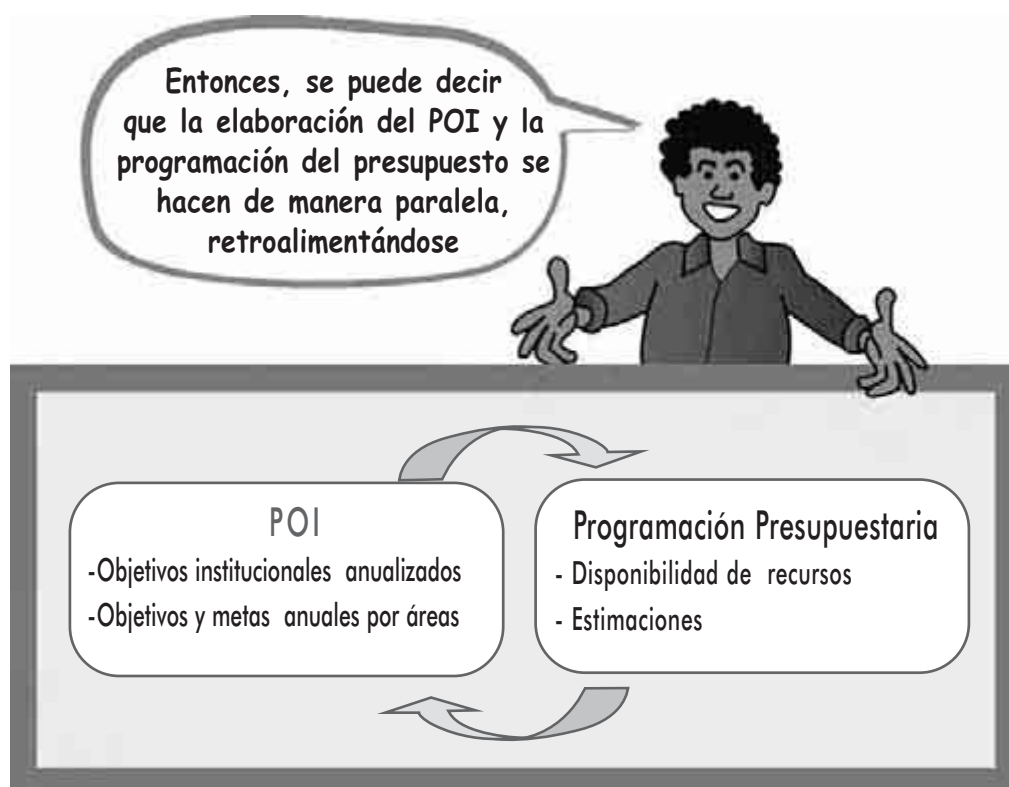 Entonces, se puede decir
que la elaboración del POI y la
programación del presupuesto se
hacen de manera paralela,
retroalimentándose
POI
-Objetivos institucionales anualizados
-Objetivos y metas anuales por áreas
Programación Presupuestaria
- Disponibilidad de recursos
- Estimaciones